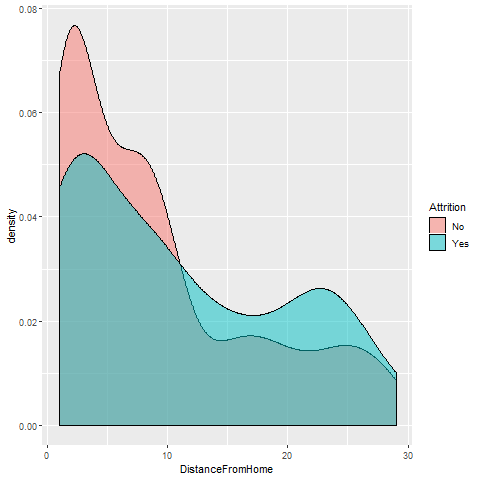 0.08
0.06
0.04
0.02
0.00
density
0 10 20 30
DistanceFromHome
Attrition
No
Yes